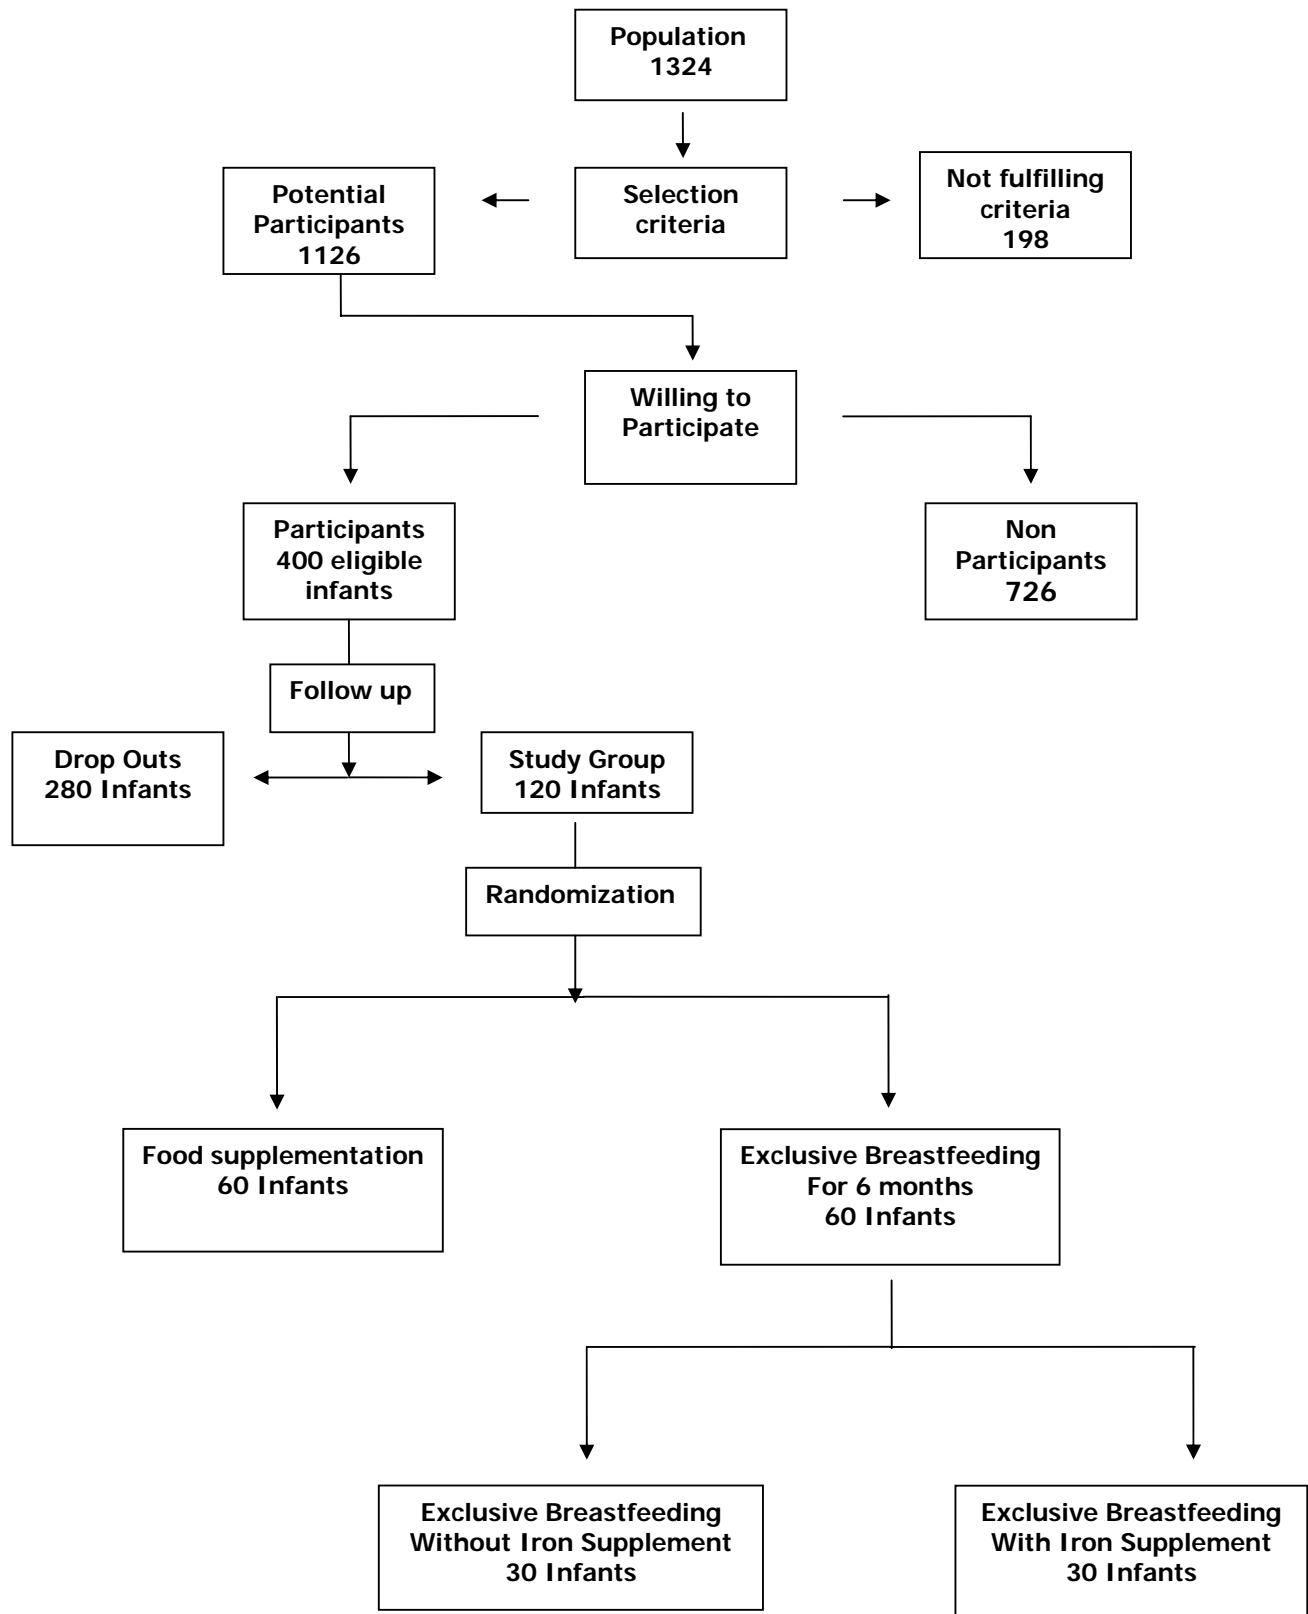 Population
1324
Potential
Participants
1126
Selection
criteria
Not fulfilling
criteria
198
Willing to
Participate
Participants
400 eligible
infants
Non
Participants
726
Follow up
Drop Outs
280 Infants
Study Group
120 Infants
Randomization
Food supplementation
60 Infants
Exclusive Breastfeeding
For 6 months
60 Infants
Exclusive Breastfeeding
Without Iron Supplement
30 Infants
Exclusive Breastfeeding
With Iron Supplement
30 Infants